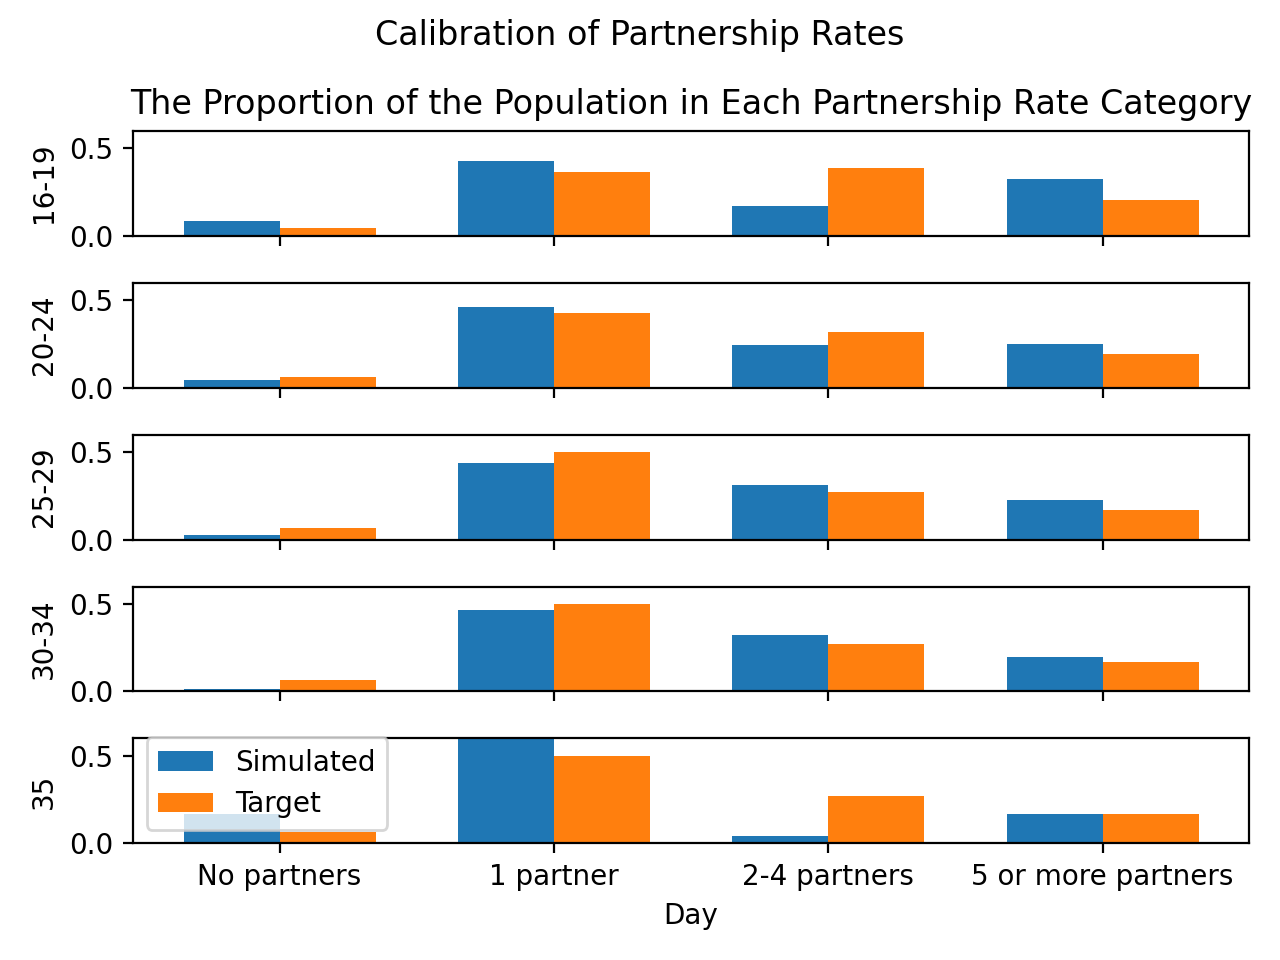 Calibration of Partnership Rates
The Proportion of the Population in Each Partnership Rate Category
0.5
16-19
0.0
0.5
20-24
0.0
0.5
25-29
0.0
0.5
30-34
0.0
0.5
35
0.0
Simulated
Target
No partners 1 partner 2-4 partners 5 or more partners
Day